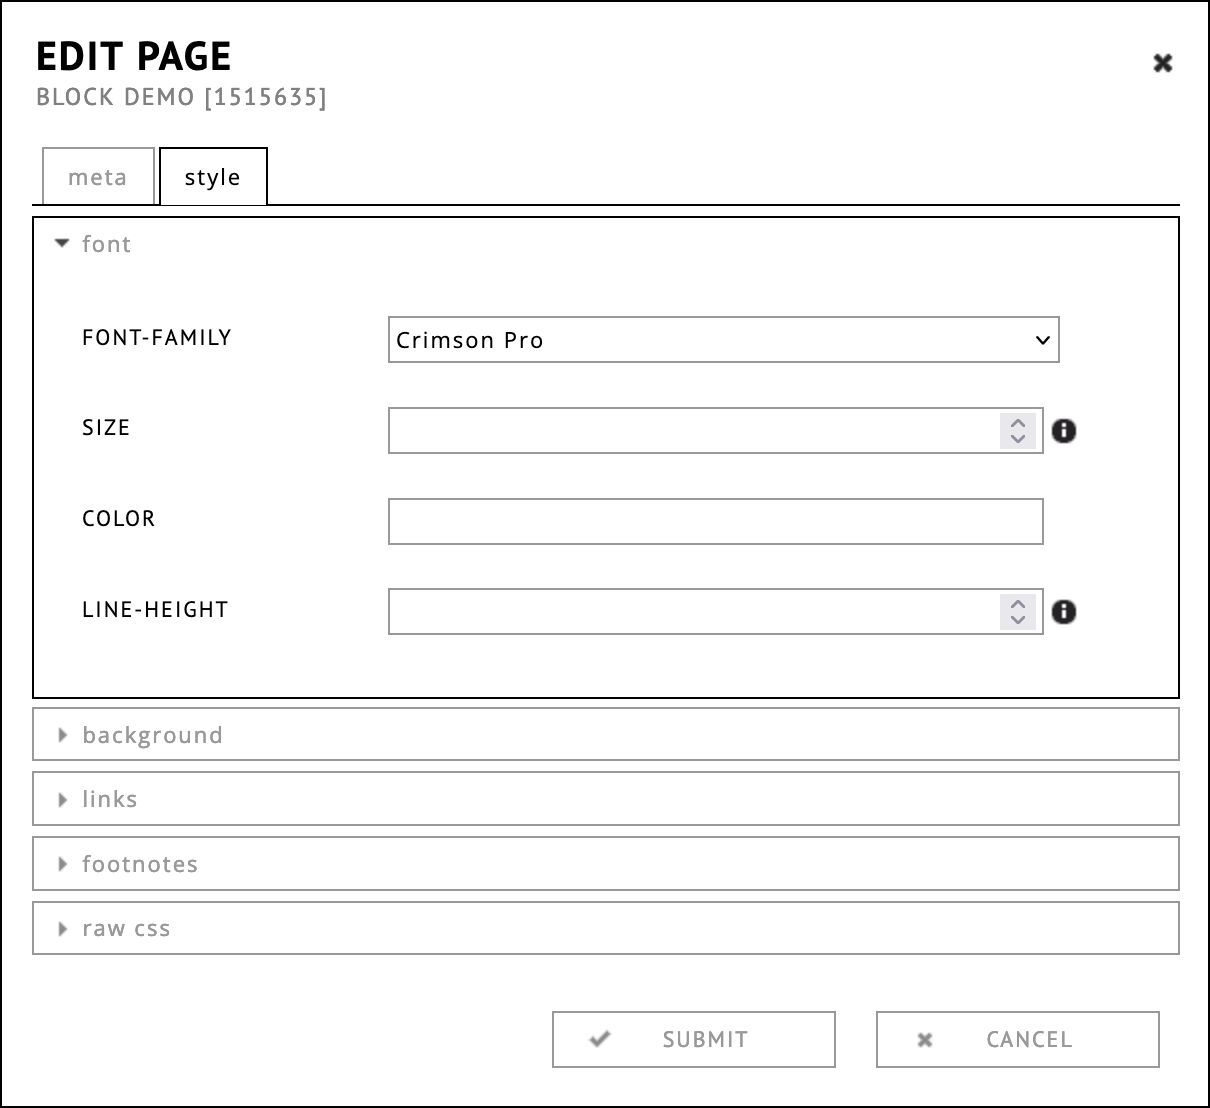 EDIT PAGE
BLOCK DEMO [1515635]
meta
style
font
FONT-FAMILY
Crimson Pro
SIZE
COLOR
LINE-HEIGHT
background
links
footnotes
raw css
SUBMIT
CANCEL